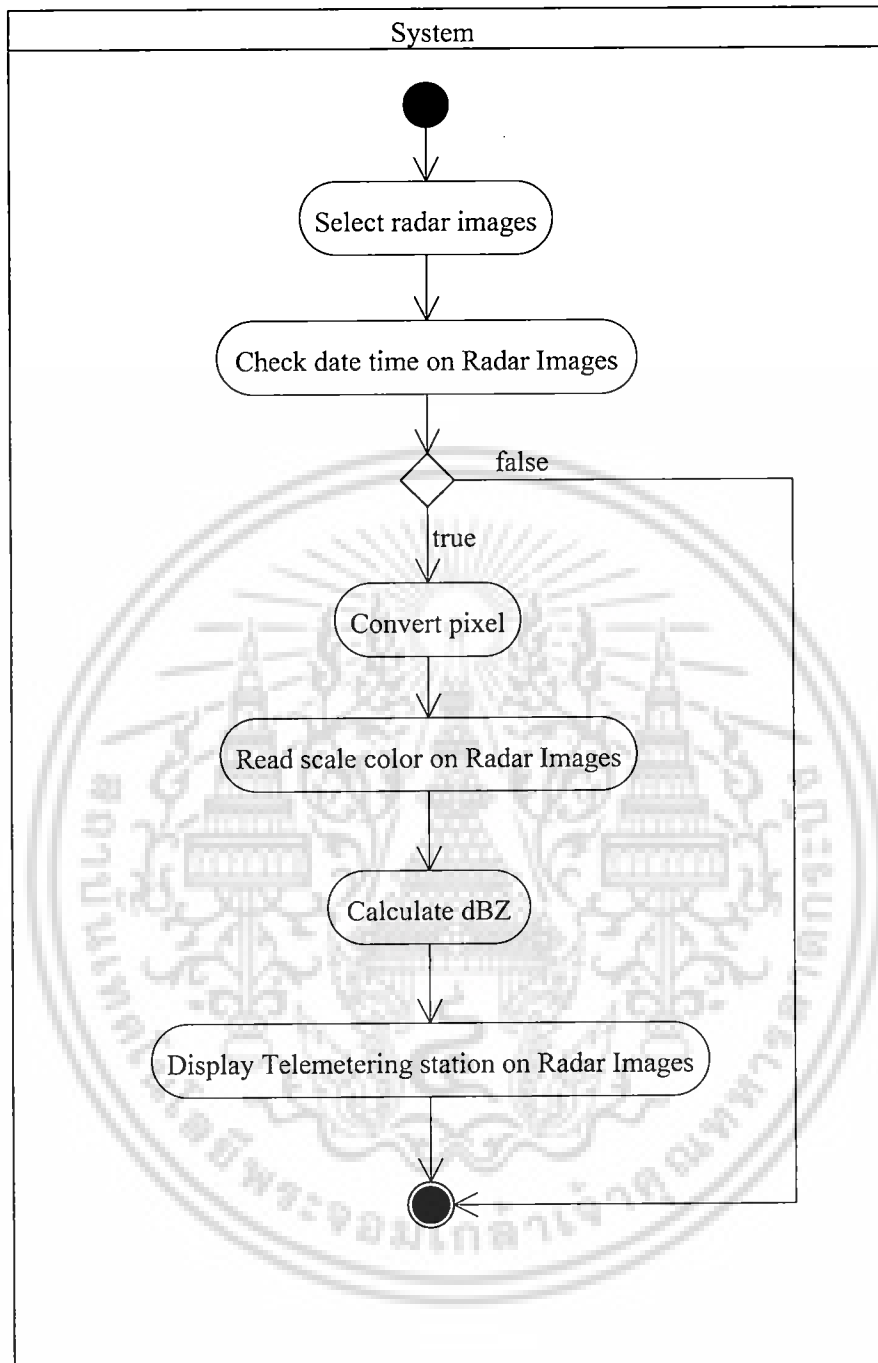 System
Select radar images
Check date time on Radar Images
false
true
Convert pixel
Read scale color on Radar Images
Calculate dBZ
Display Telemetering station on Radar Images